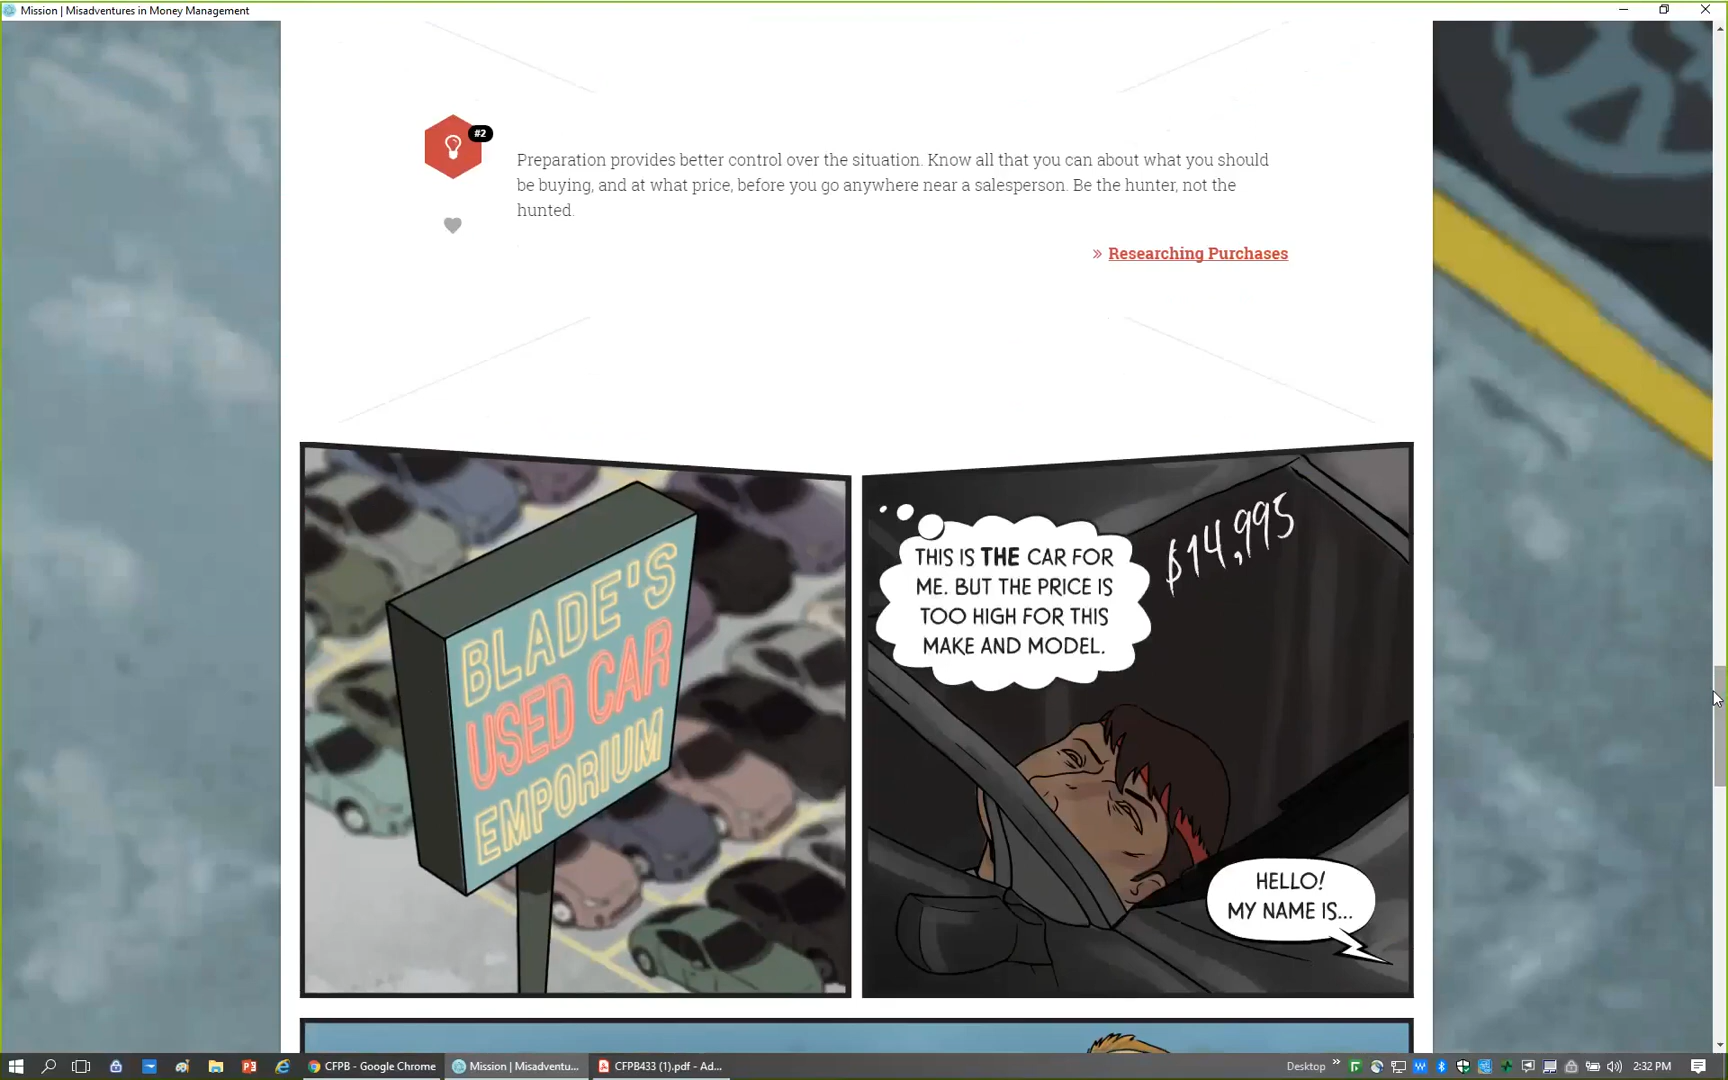 Mission | Misadventures in Money Management
#2
Preparation provides better control over the situation. Know all that you can about what you should
be buying, and at what price, before you go anywhere near a salesperson. Be the hunter, not the
hunted.
» Researching Purchases
BLADE'S
USED CAR
EMPORIUM
$14,995
THIS IS THE CAR FOR
ME. BUT THE PRICE IS
TOO HIGH FOR THIS
MAKE AND MODEL.
HELLO!
MY NAME IS...
CFPB - Google Chrome
Mission | Misadventu...
CFPB433 (1).pdf - Ad...
Desktop
2:32 PM